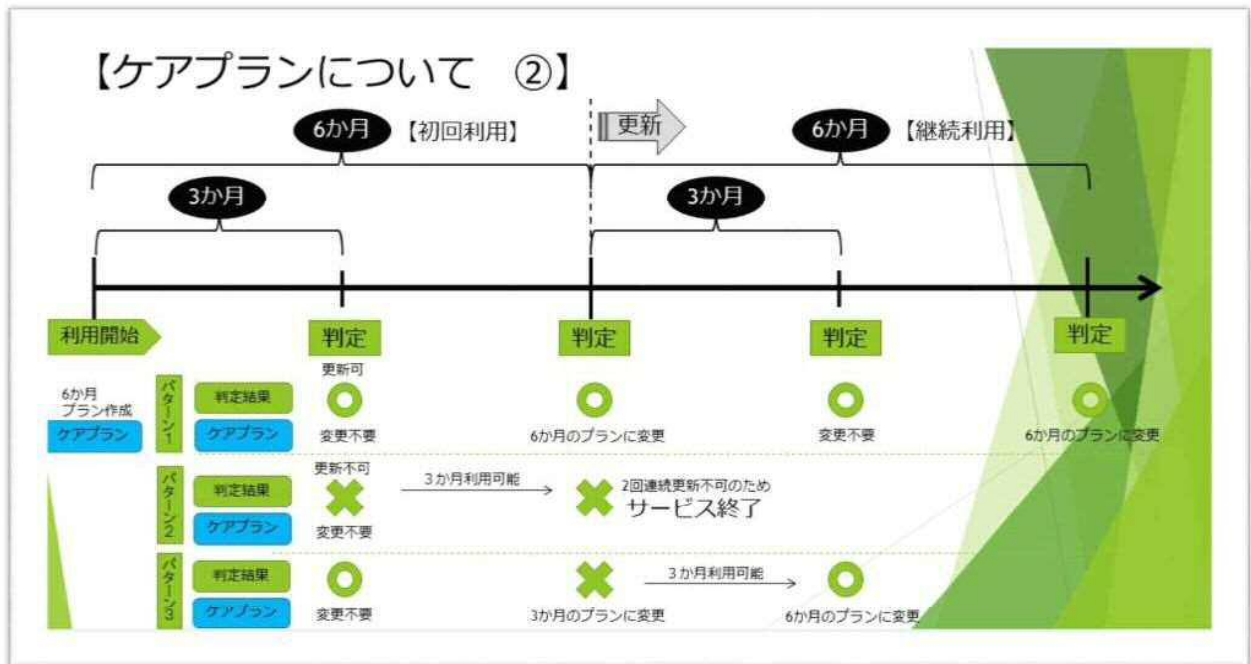 【ケアプランについて ②】
6か月 【初回利用】
更新
6か月 【継続利用】
3か月
3か月
利用開始
判定
判定
判定
判定
6か月
プラン作成
ケアプラン
パターン1
判定結果
ケアプラン
更新可
変更不要
6か月のプランに変更
変更不要
6か月のプランに変更
パターン2
判定結果
ケアプラン
更新不可
変更不要
3か月利用可能
2回連続更新不可のため
サービス終了
パターン3
判定結果
ケアプラン
変更不要
3か月のプランに変更
3か月利用可能
6か月のプランに変更